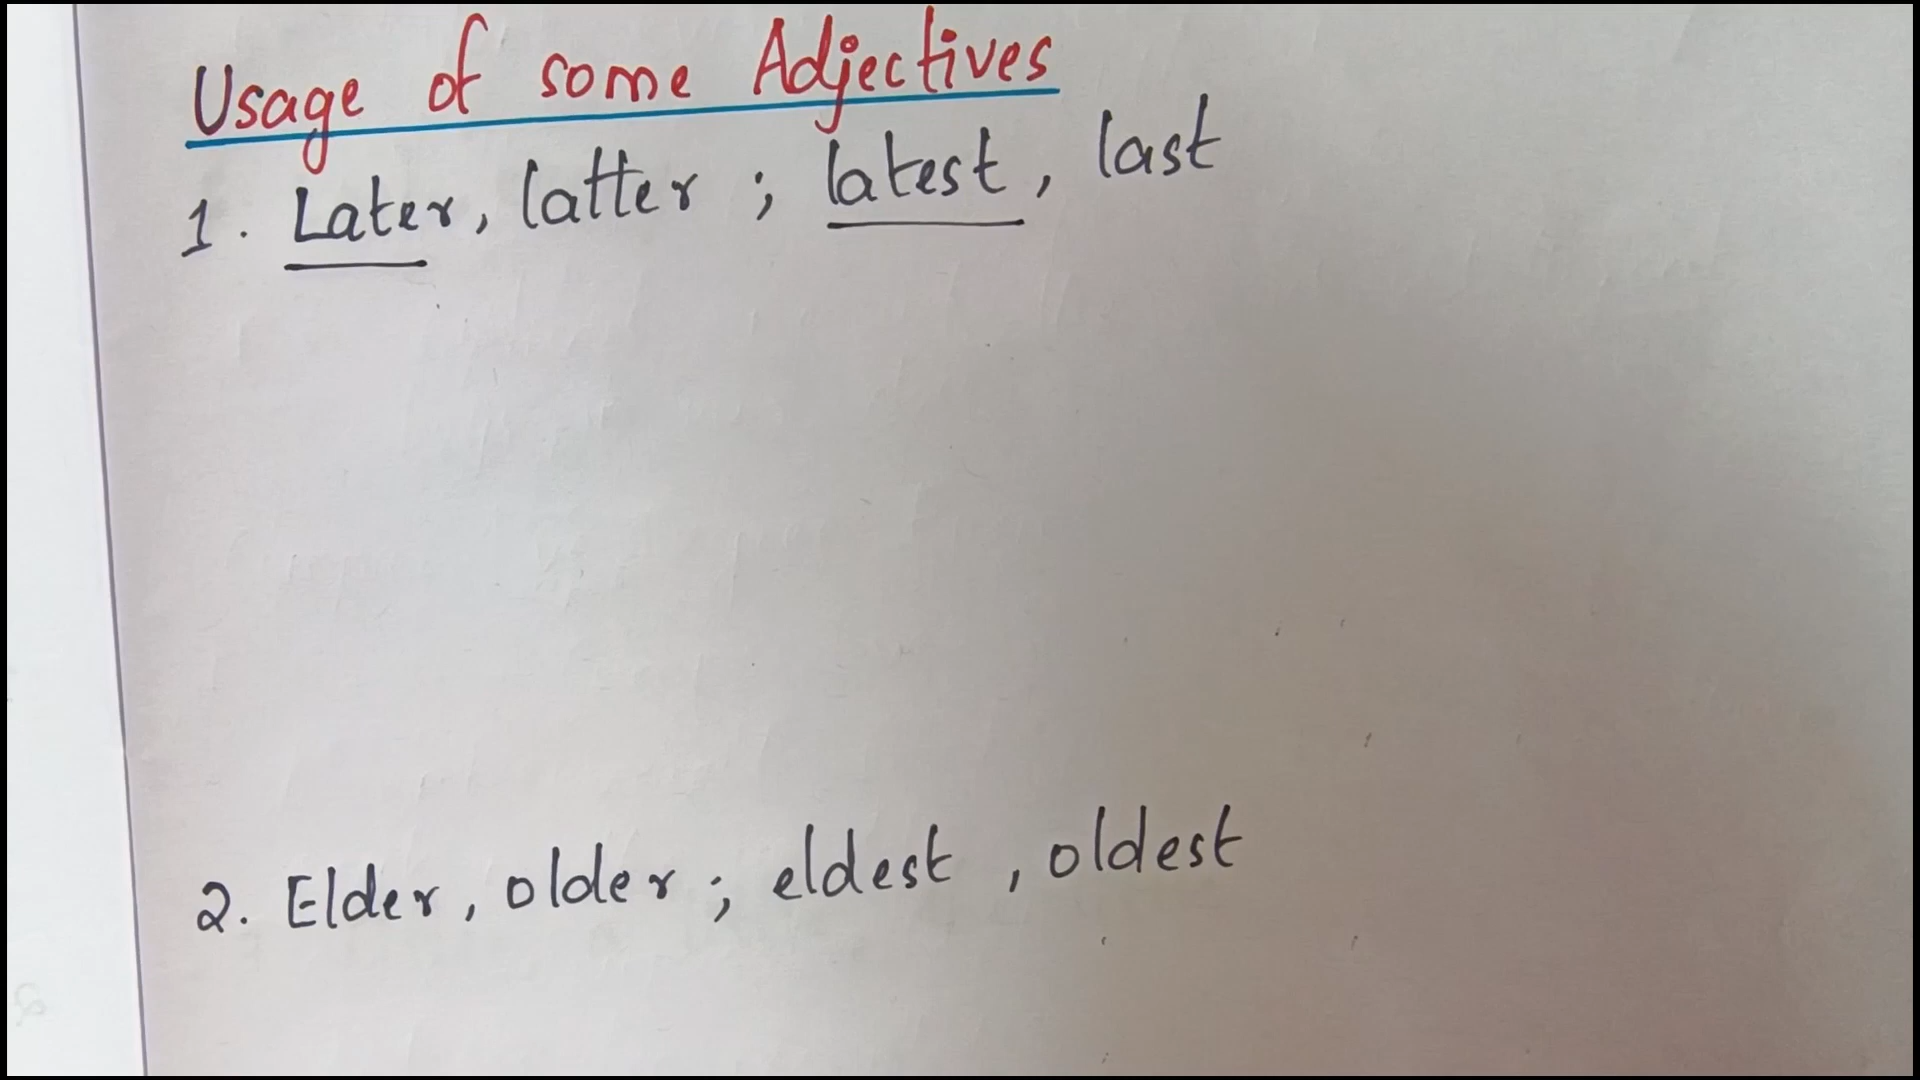 Usage of some Adjectives
1. Later, latter ; latest, last
2. Elder, older ; eldest, oldest